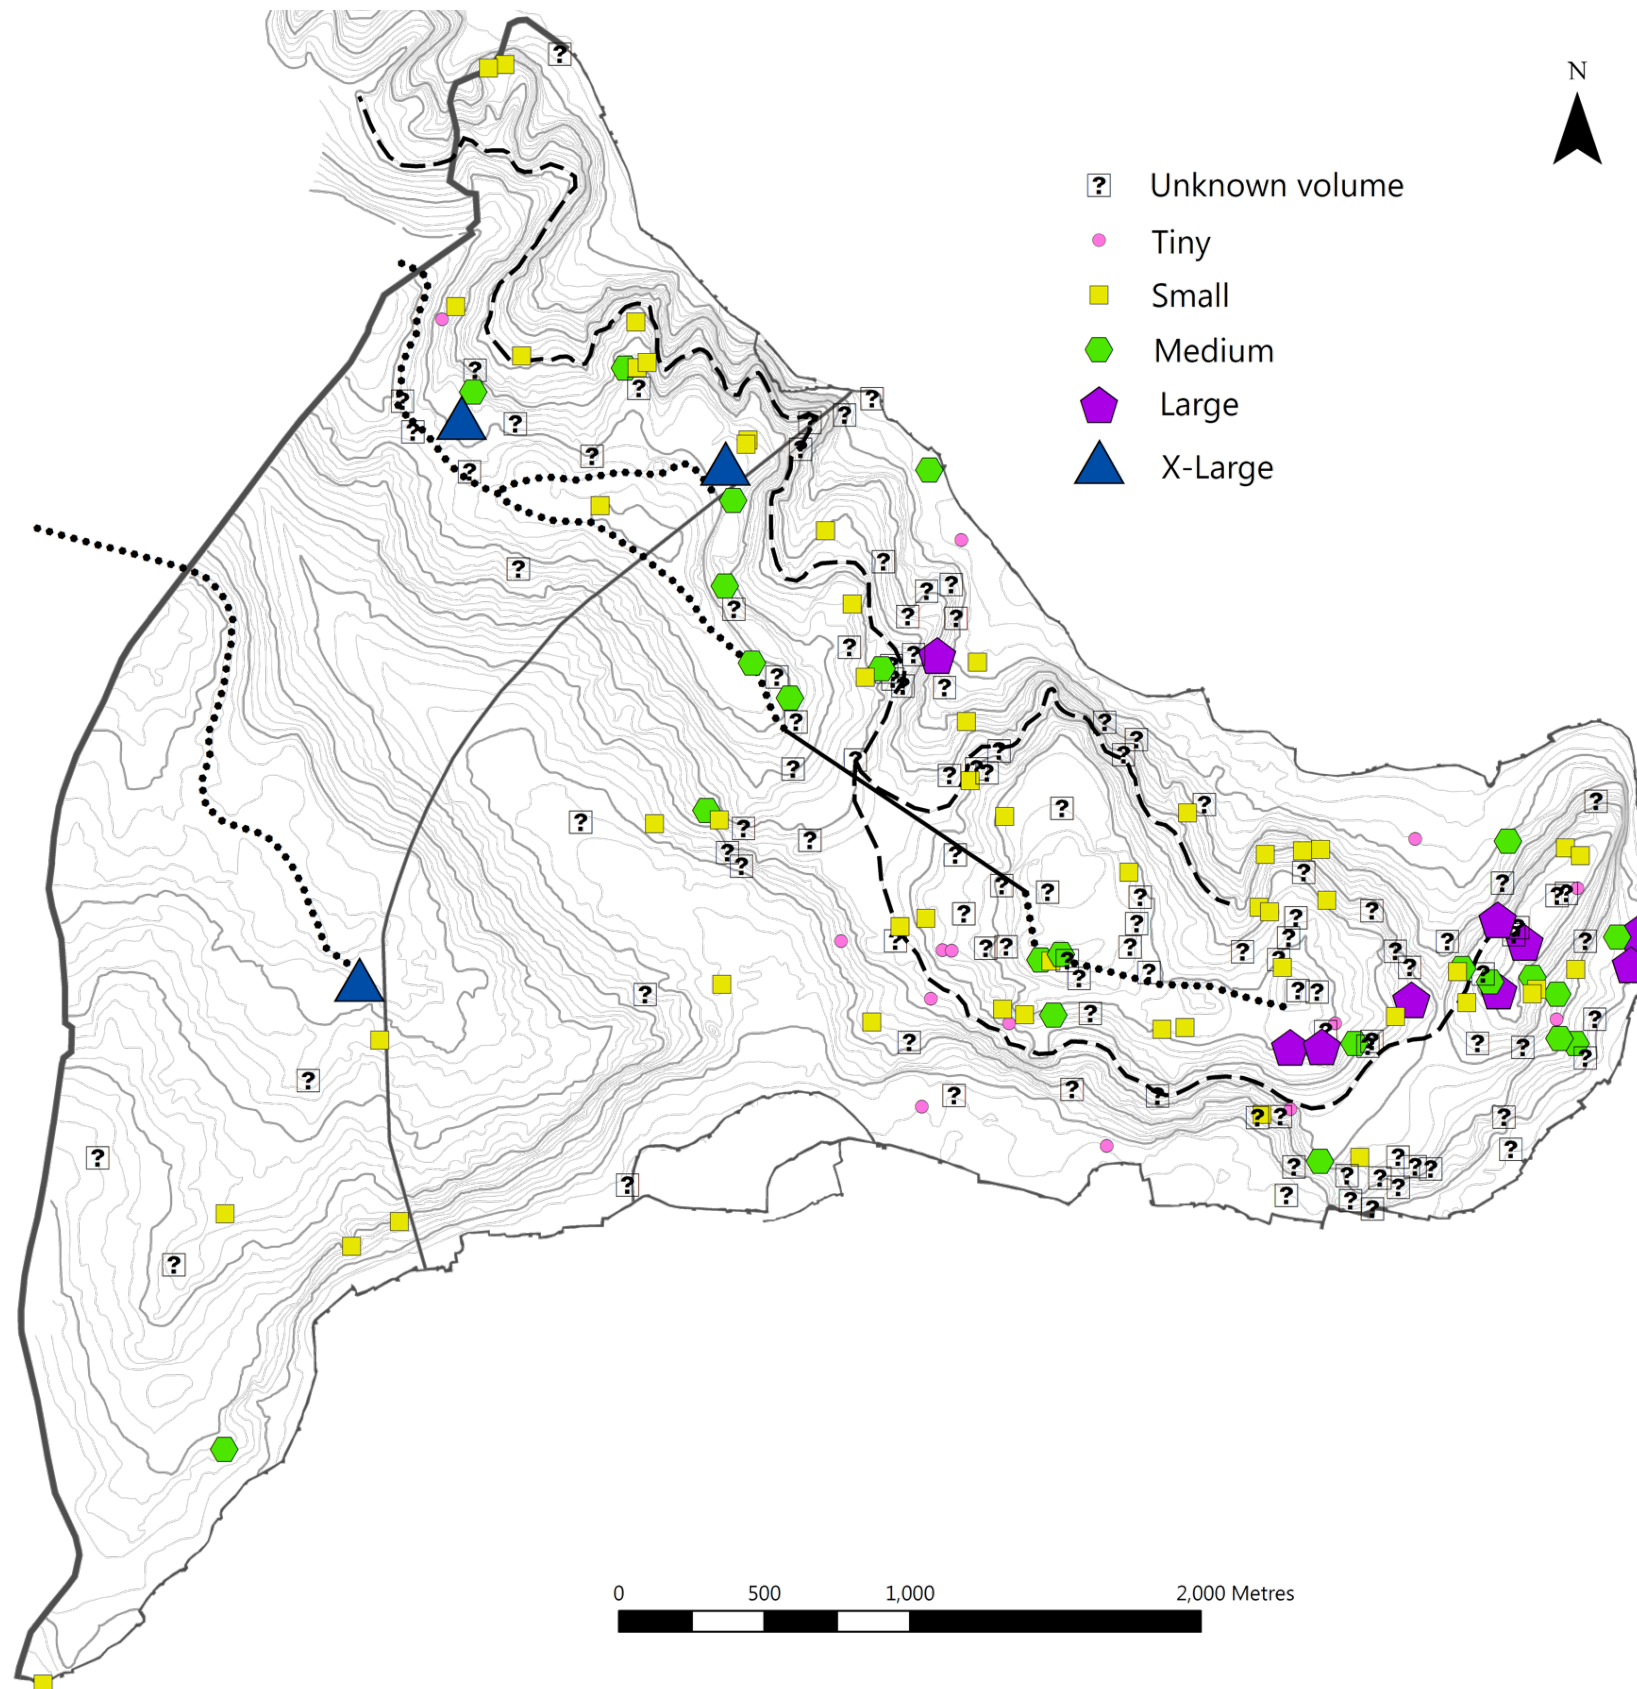 N
? Unknown volume
Tiny
Small
Medium
Large
X-Large
0 500 1,000 2,000 Metres